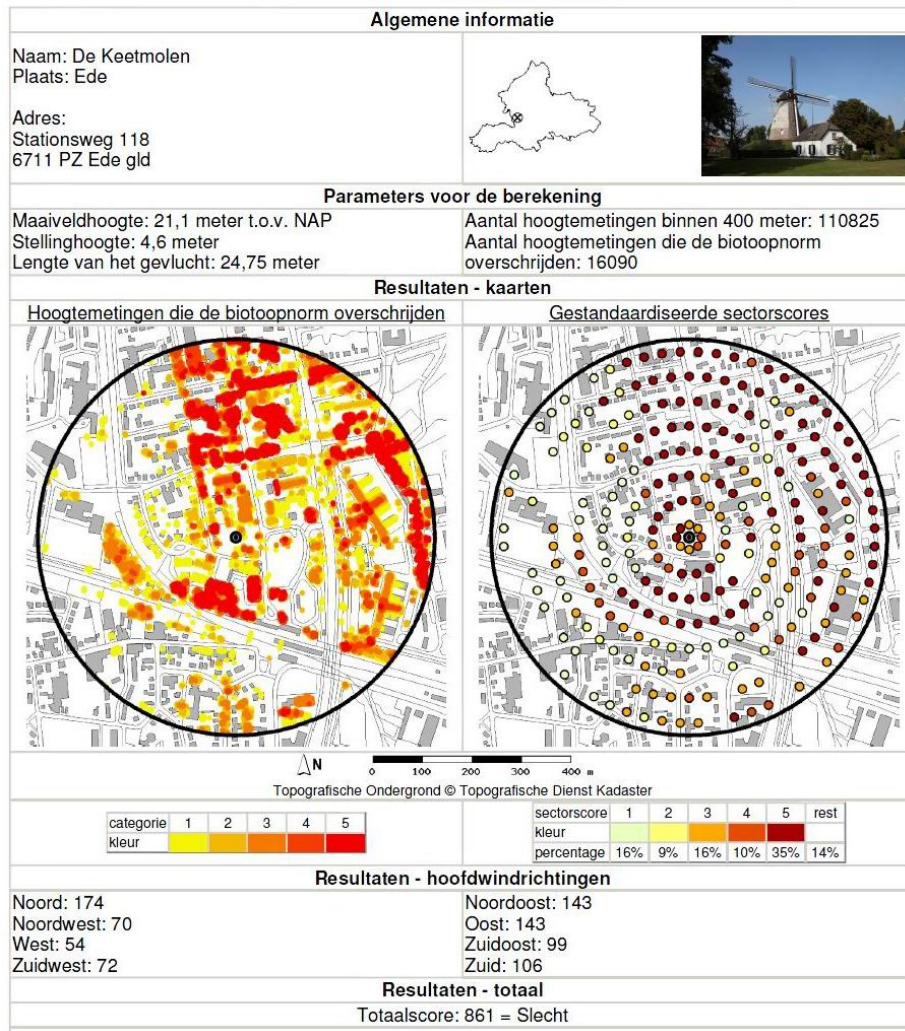 Algemene informatie
Naam: De Keetmolen
Plaats: Ede
Adres:
Stationsweg 118
6711 PZ Ede gld
Parameters voor de berekening
Maaiveldhoogte: 21,1 meter t.o.v. NAP
Stellinghoogte: 4,6 meter
Lengte van het gevlucht: 24,75 meter
Aantal hoogtemetingen binnen 400 meter: 110825
Aantal hoogtemetingen die de biotoopnorm
overschrijden: 16090
Resultaten - kaarten
Hoogtemetingen die de biotoopnorm overschrijden
Gestandaardiseerde sectorscores
N
0 100 200 300 400 m
Topografische Ondergrond © Topografische Dienst Kadaster
categorie 1 2 3 4 5
kleur
sectorscore 1 2 3 4 5 rest
kleur
percentage 16% 9% 16% 10% 35% 14%
Resultaten - hoofdwindrichtingen
Noord: 174
Noordwest: 70
West: 54
Zuidwest: 72
Noordoost: 143
Oost: 143
Zuidoost: 99
Zuid: 106
Resultaten - totaal
Totaalscore: 861 = Slecht